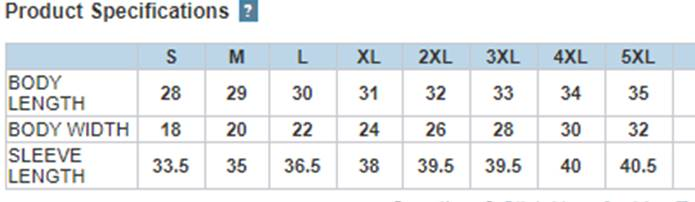 Product Specifications ?
S M L XL 2XL 3XL 4XL 5XL
BODY LENGTH 28 29 30 31 32 33 34 35
BODY WIDTH 18 20 22 24 26 28 30 32
SLEEVE LENGTH 33.5 35 36.5 38 39.5 39.5 40 40.5